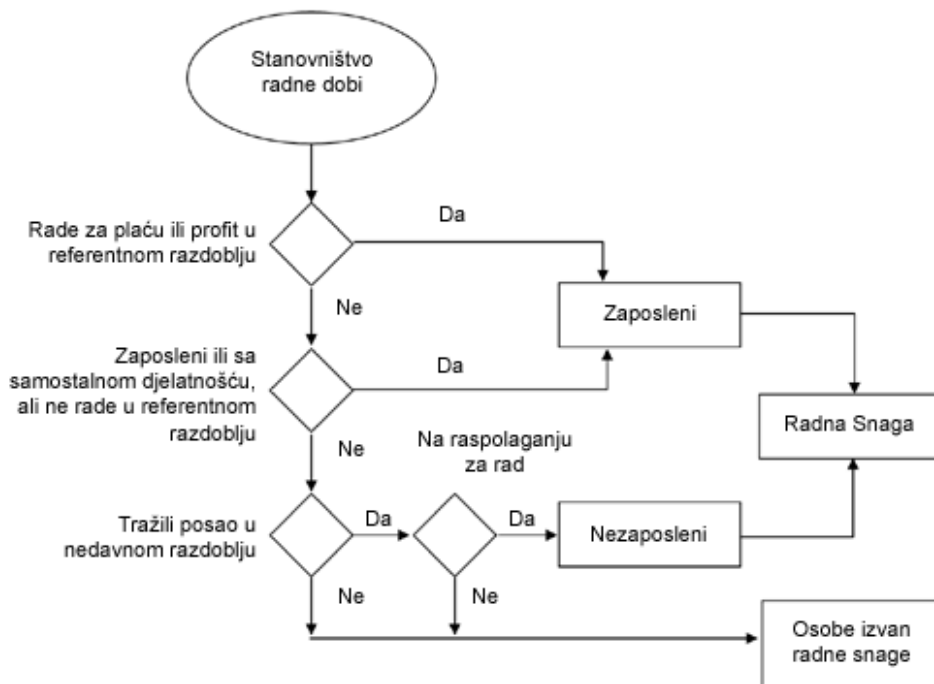 Stanovništvo
radne dobi
Rade za plaću ili profit u
referentnom razdoblju
Da
Ne
Zaposleni
Zaposleni ili sa
samostalnom djelatnošću,
ali ne rade u referentnom
razdoblju
Da
Ne
Radna Snaga
Na raspolaganju
za rad
Tražili posao u
nedavnom razdoblju
Da
Da
Nezaposleni
Ne
Ne
Osobe izvan
radne snage